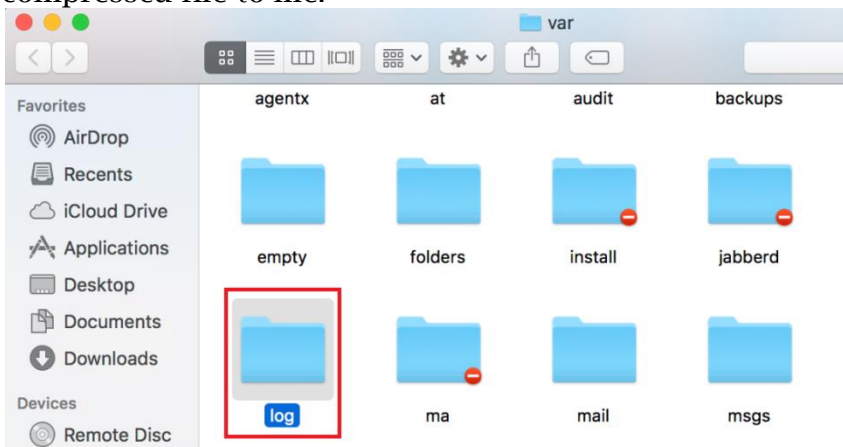 compressed file to me.
var
Favorites
agentx at audit backups
AirDrop
Recents
iCloud Drive
Applications
empty folders install jabberd
Desktop
Documents
Downloads
Devices
log ma mail msgs
Remote Disc